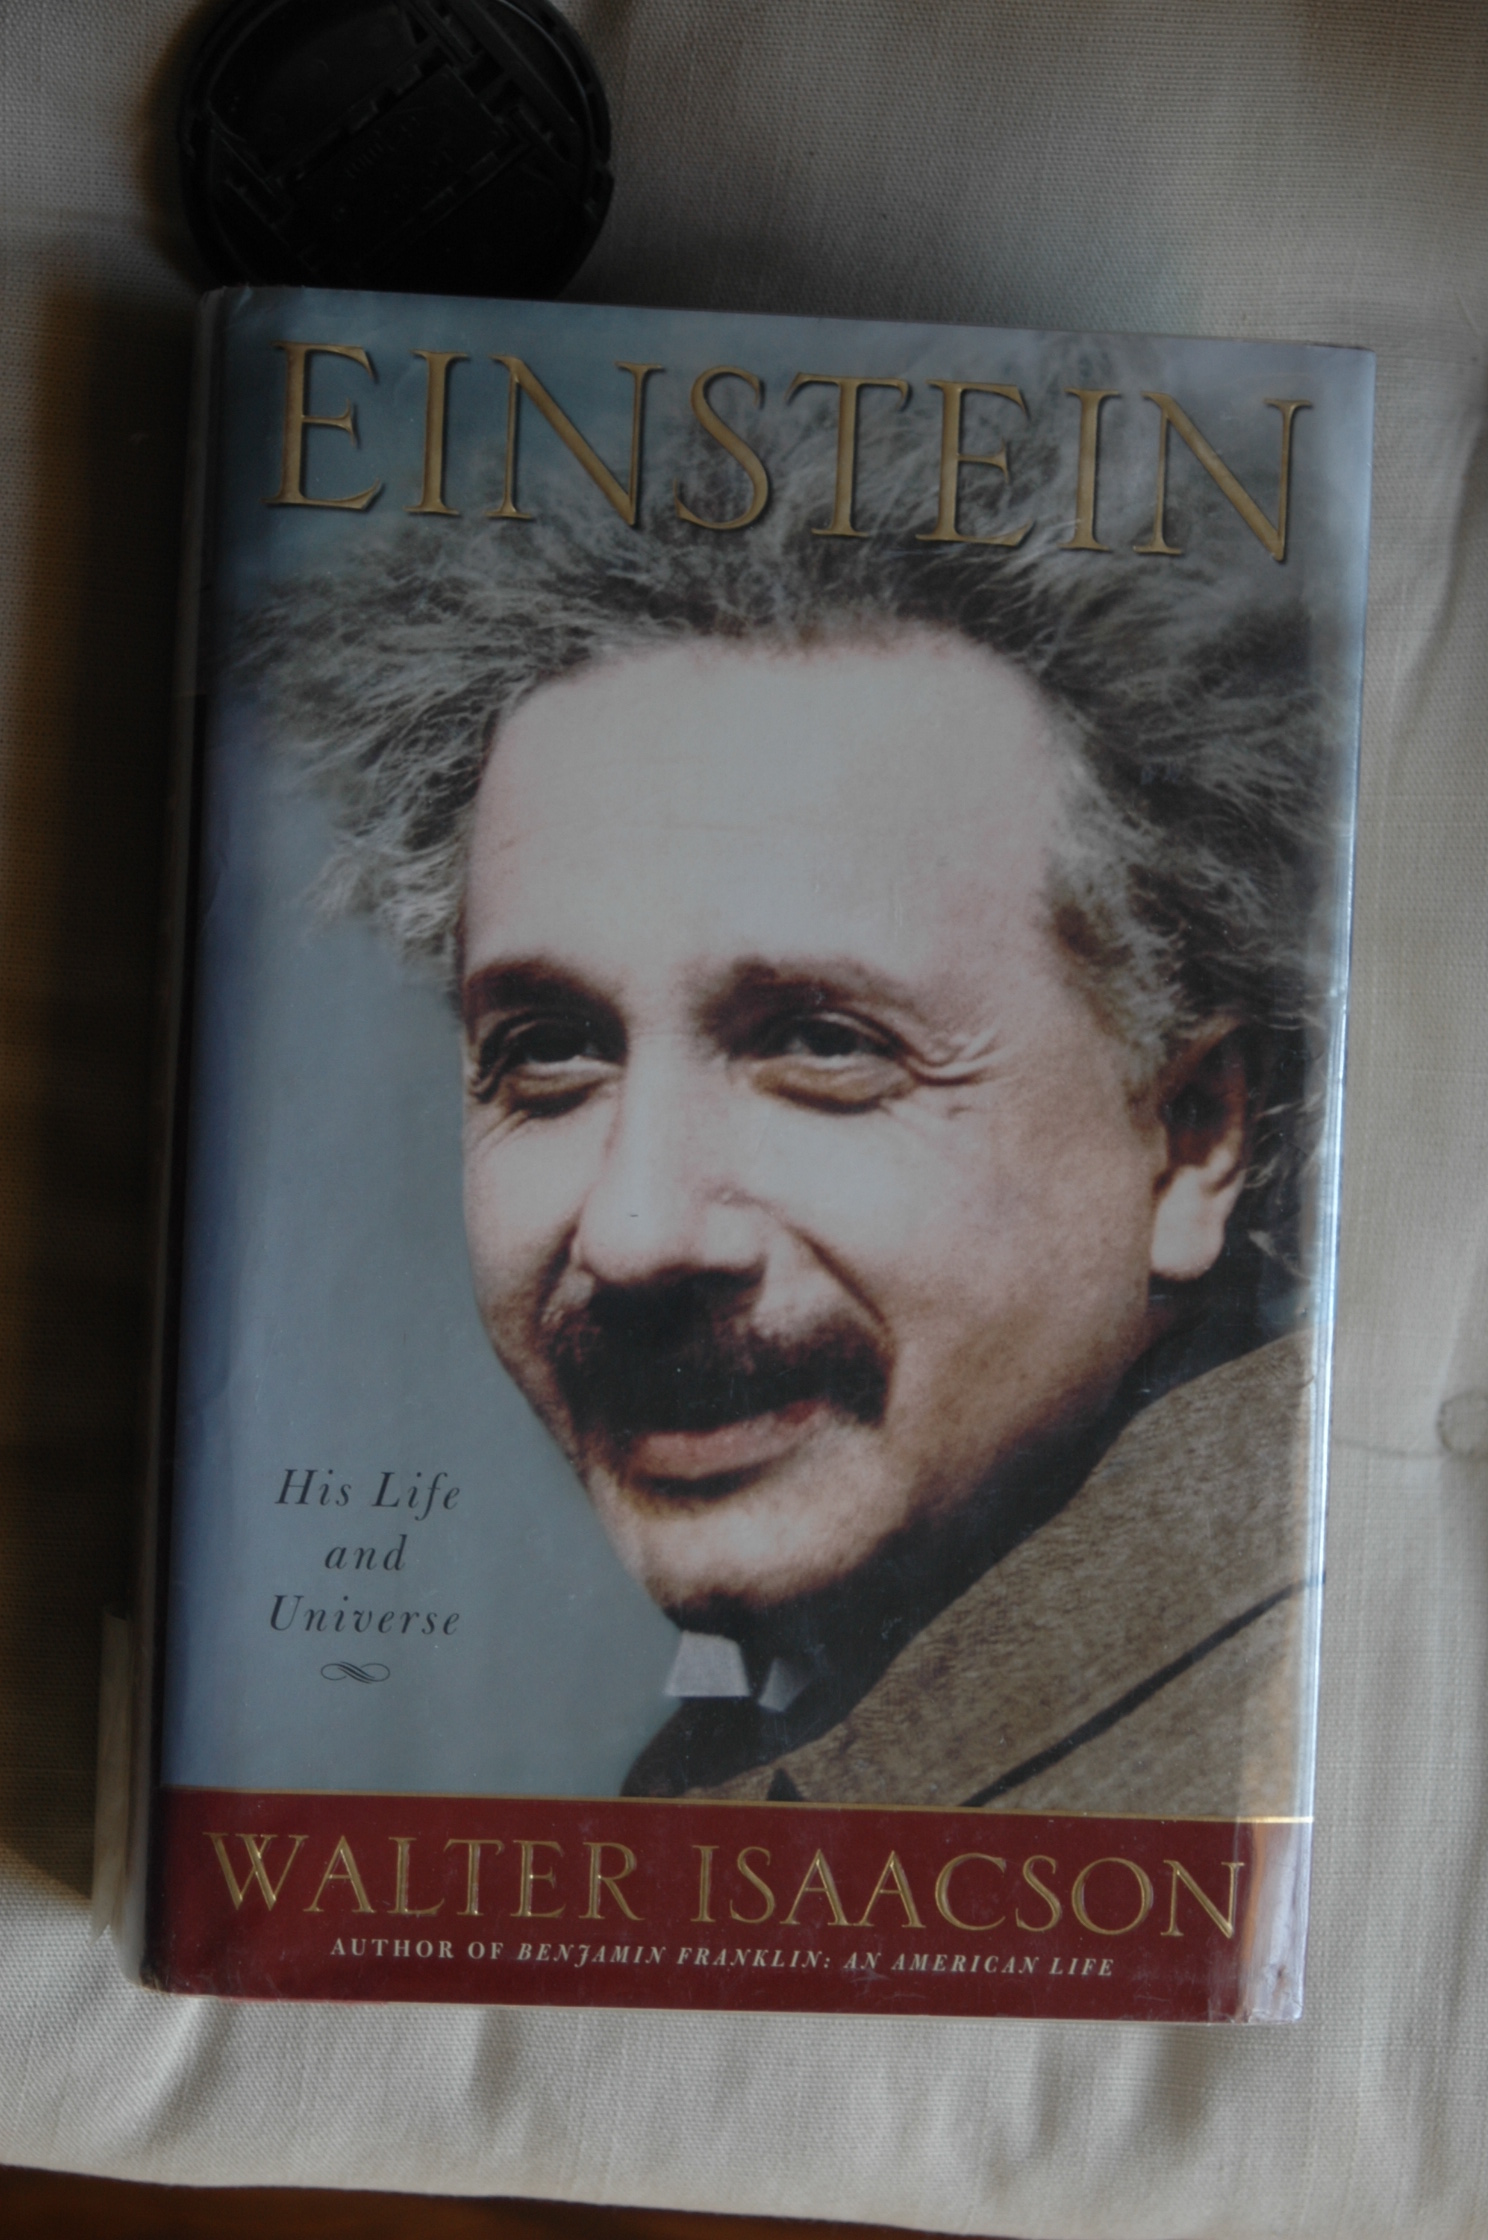 EINSTEIN
His Life
and
Universe
WALTER ISAACSON
AUTHOR OF BENJAMIN FRANKLIN: AN AMERICAN LIFE